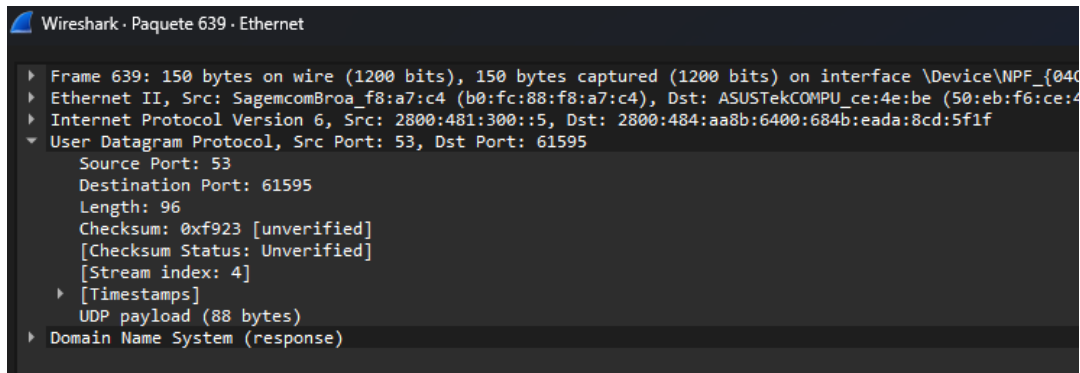 Wireshark · Paquete 639 · Ethernet
Frame 639: 150 bytes on wire (1200 bits), 150 bytes captured (1200 bits) on interface \Device\NPF_{04
Ethernet II, Src: SagemcomBroa_f8:a7:c4 (b0:fc:88:f8:a7:c4), Dst: ASUSTekCOMPU_ce:4e:be (50:eb:f6:ce:4
Internet Protocol Version 6, Src: 2800:481:300::5, Dst: 2800:484:aa8b:6400:684b:eada:8cd:5f1f
User Datagram Protocol, Src Port: 53, Dst Port: 61595
Source Port: 53
Destination Port: 61595
Length: 96
Checksum: 0xf923 [unverified]
[Checksum Status: Unverified]
[Stream index: 4]
[Timestamps]
UDP payload (88 bytes)
Domain Name System (response)